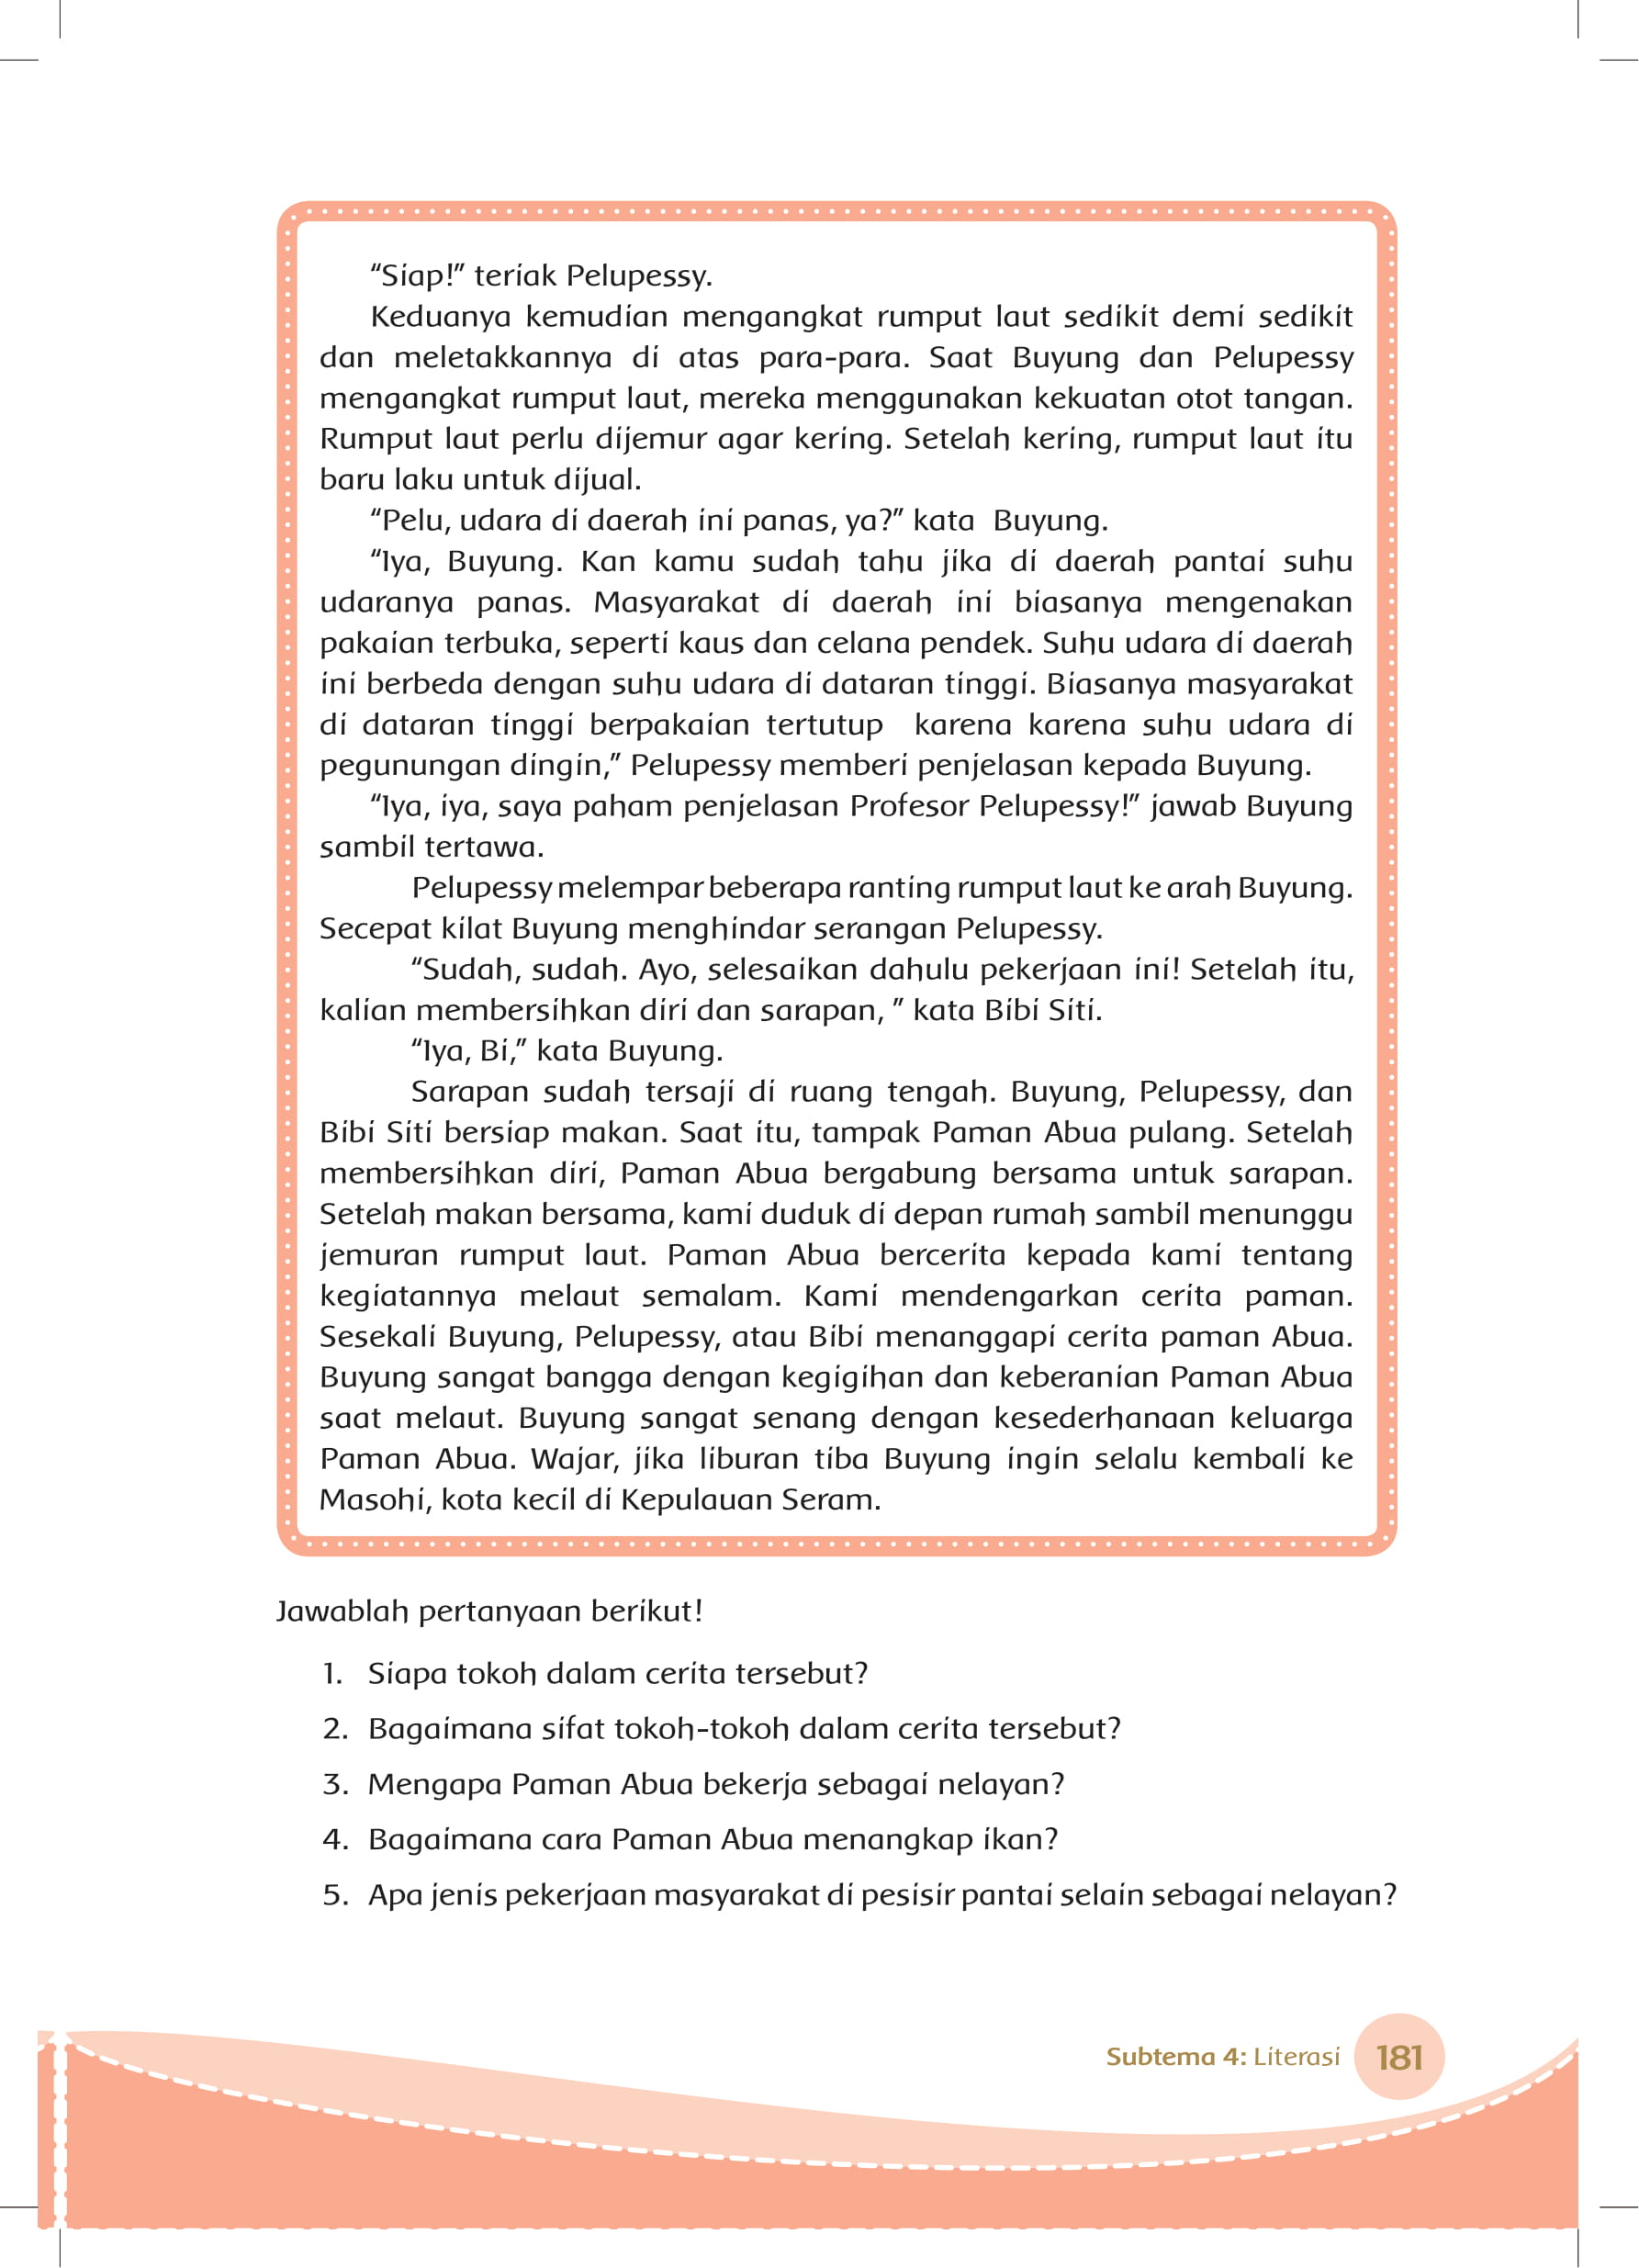 “Siap!” teriak Pelupessy.
Keduanya kemudian mengangkat rumput laut sedikit demi sedikit
dan meletakkannya di atas para-para. Saat Buyung dan Pelupessy
mengangkat rumput laut, mereka menggunakan kekuatan otot tangan.
Rumput laut perlu dijemur agar kering. Setelah kering, rumput laut itu
baru laku untuk dijual.
“Pelu, udara di daerah ini panas, ya?” kata  Buyung.
“Iya, Buyung. Kan kamu sudah tahu jika di daerah pantai suhu
udaranya panas. Masyarakat di daerah ini biasanya mengenakan
pakaian terbuka, seperti kaus dan celana pendek. Suhu udara di daerah
ini berbeda dengan suhu udara di dataran tinggi. Biasanya masyarakat
di dataran tinggi berpakaian tertutup  karena karena suhu udara di
pegunungan dingin,” Pelupessy memberi penjelasan kepada Buyung.
“Iya, iya, saya paham penjelasan Profesor Pelupessy!” jawab Buyung
sambil tertawa.
Pelupessy melempar beberapa ranting rumput laut ke arah Buyung.
Secepat kilat Buyung menghindar serangan Pelupessy.
“Sudah, sudah. Ayo, selesaikan dahulu pekerjaan ini! Setelah itu,
kalian membersihkan diri dan sarapan, ” kata Bibi Siti.
“Iya, Bi,” kata Buyung.
Sarapan sudah tersaji di ruang tengah. Buyung, Pelupessy, dan
Bibi Siti bersiap makan. Saat itu, tampak Paman Abua pulang. Setelah
membersihkan diri, Paman Abua bergabung bersama untuk sarapan.
Setelah makan bersama, kami duduk di depan rumah sambil menunggu
jemuran rumput laut. Paman Abua bercerita kepada kami tentang
kegiatannya melaut semalam. Kami mendengarkan cerita paman.
Sesekali Buyung, Pelupessy, atau Bibi menanggapi cerita paman Abua.
Buyung sangat bangga dengan kegigihan dan keberanian Paman Abua
saat melaut. Buyung sangat senang dengan kesederhanaan keluarga
Paman Abua. Wajar, jika liburan tiba Buyung ingin selalu kembali ke
Masohi, kota kecil di Kepulauan Seram.
Jawablah pertanyaan berikut!
1. Siapa tokoh dalam cerita tersebut?
2. Bagaimana sifat tokoh-tokoh dalam cerita tersebut?
3. Mengapa Paman Abua bekerja sebagai nelayan?
4. Bagaimana cara Paman Abua menangkap ikan?
5. Apa jenis pekerjaan masyarakat di pesisir pantai selain sebagai nelayan?
Subtema 4: Literasi 181